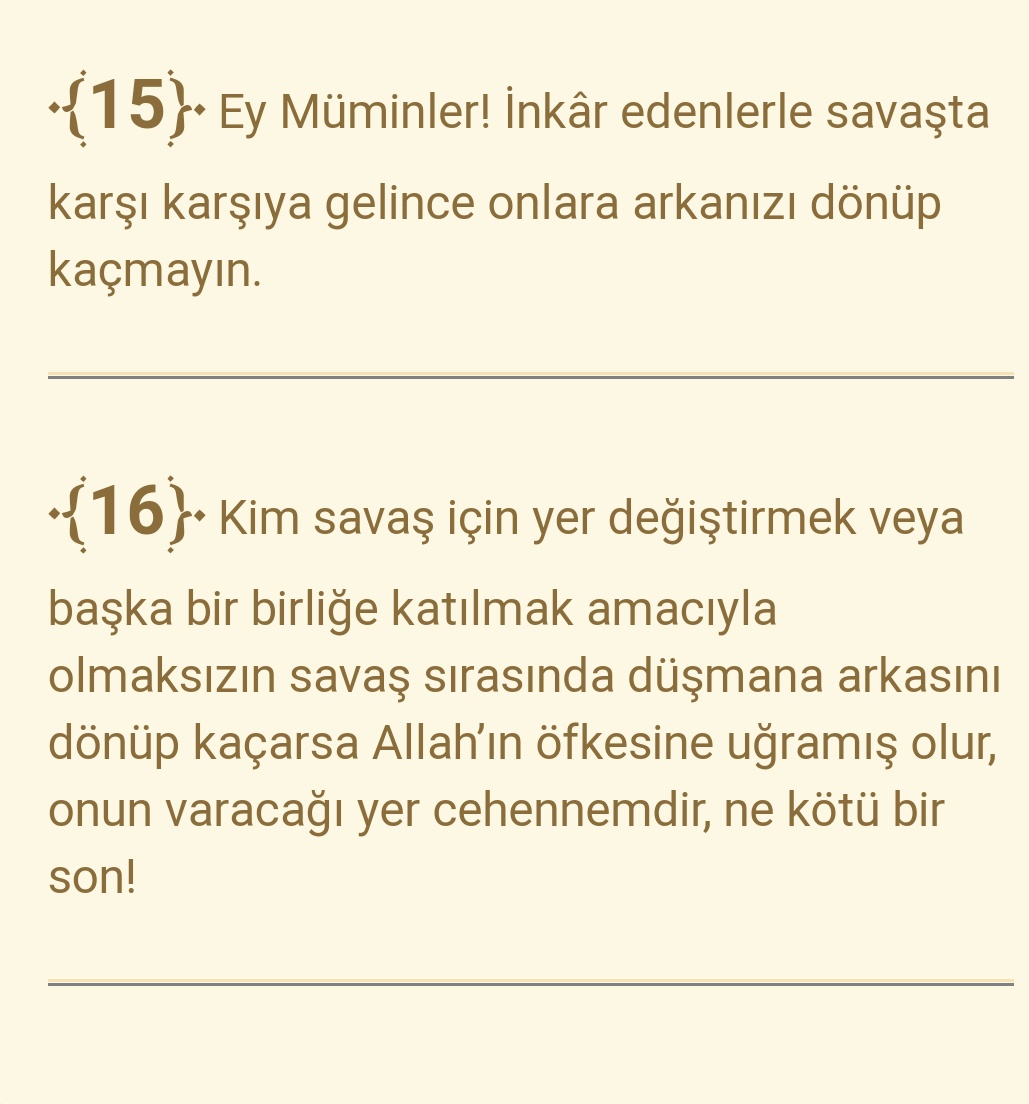 {15} Ey Müminler! İnkâr edenlerle savaşta
karşı karşıya gelince onlara arkanızı dönüp
kaçmayın.
{16} Kim savaş için yer değiştirmek veya
başka bir birliğe katılmak amacıyla
olmaksızın savaş sırasında düşmana arkasını
dönüp kaçarsa Allah’ın öfkesine uğramış olur,
onun varacağı yer cehennemdir, ne kötü bir
son!